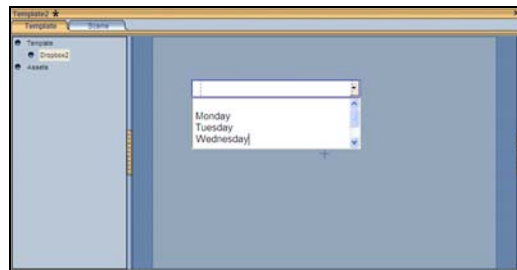 Template2 *
Template Scene
Template
Dropbox2
Assets
Monday
Tuesday
Wednesday